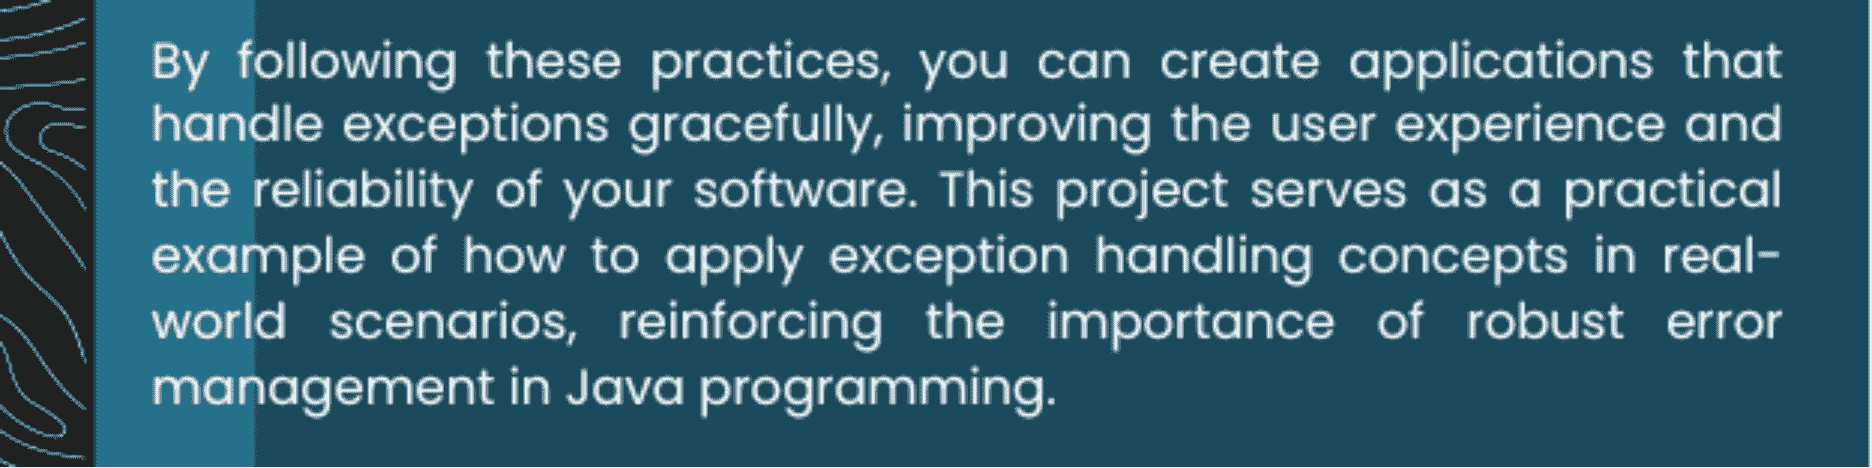 By following these practices, you can create applications that
handle exceptions gracefully, improving the user experience and
the reliability of your software. This project serves as a practical
example of how to apply exception handling concepts in real-
world scenarios, reinforcing the importance of robust error
management in Java programming.